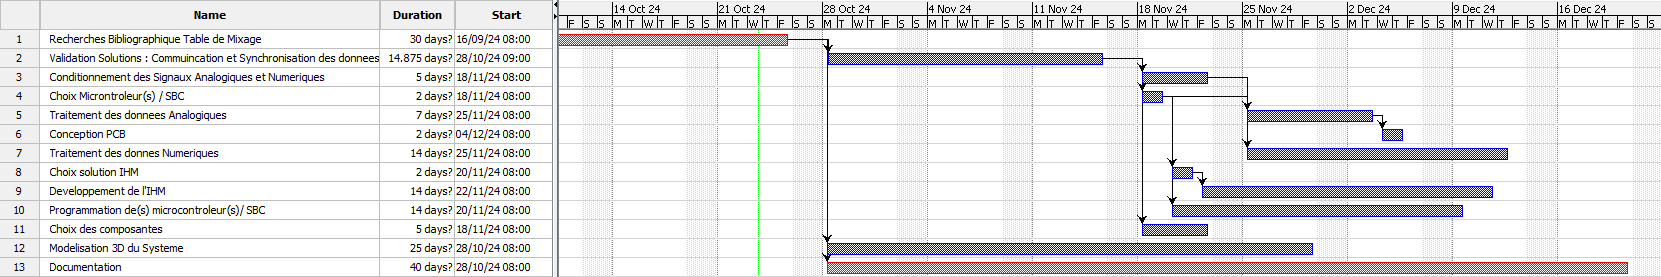 Name Duration Start 14 Oct 24 21 Oct 24 28 Oct 24 4 Nov 24 11 Nov 24 18 Nov 24 25 Nov 24 2 Dec 24 9 Dec 24 16 Dec 24
F S S M T W T F S S M T W T F S S M T W T F S S M T W T F S S M T W T F S S M T W T F S S M T W T F S S M T W T F S S M T W T F S S M T W T F S S
1 Recherches Bibliographique Table de Mixage 30 days? 16/09/24 08:00
2 Validation Solutions : Commuincation et Synchronisation des donnees 14.875 days? 28/10/24 09:00
3 Conditionnement des Signaux Analogiques et Numeriques 5 days? 18/11/24 08:00
4 Choix Microntroleur(s) / SBC 2 days? 18/11/24 08:00
5 Traitement des donnees Analogiques 7 days? 25/11/24 08:00
6 Conception PCB 2 days? 04/12/24 08:00
7 Traitement des donnes Numeriques 14 days? 25/11/24 08:00
8 Choix solution IHM 2 days? 20/11/24 08:00
9 Developpement de l'IHM 14 days? 22/11/24 08:00
10 Programmation de(s) microcontroleur(s)/ SBC 14 days? 20/11/24 08:00
11 Choix des composantes 5 days? 18/11/24 08:00
12 Modelisation 3D du Systeme 25 days? 28/10/24 08:00
13 Documentation 40 days? 28/10/24 08:00